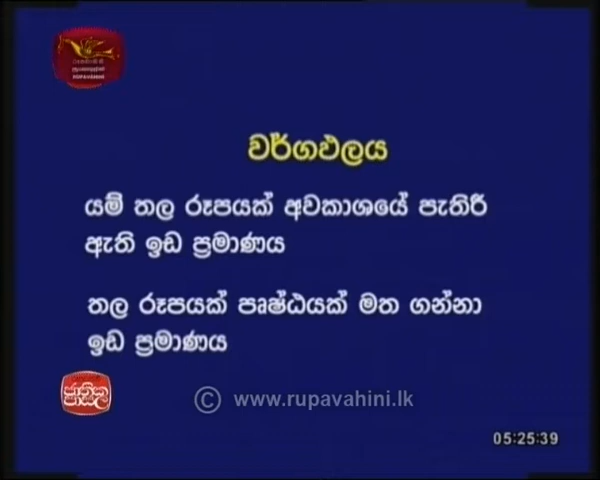 වර්ගඵලය
යම් තල රූපයක් අවකාශයේ පැතිරී
ඇති ඉඩ ප්‍රමාණය
තල රූපයක් පෘෂ්ඨයක් මත ගන්නා
ඉඩ ප්‍රමාණය
ජාතික
පාසල
© www.rupavahini.lk
05:25:39